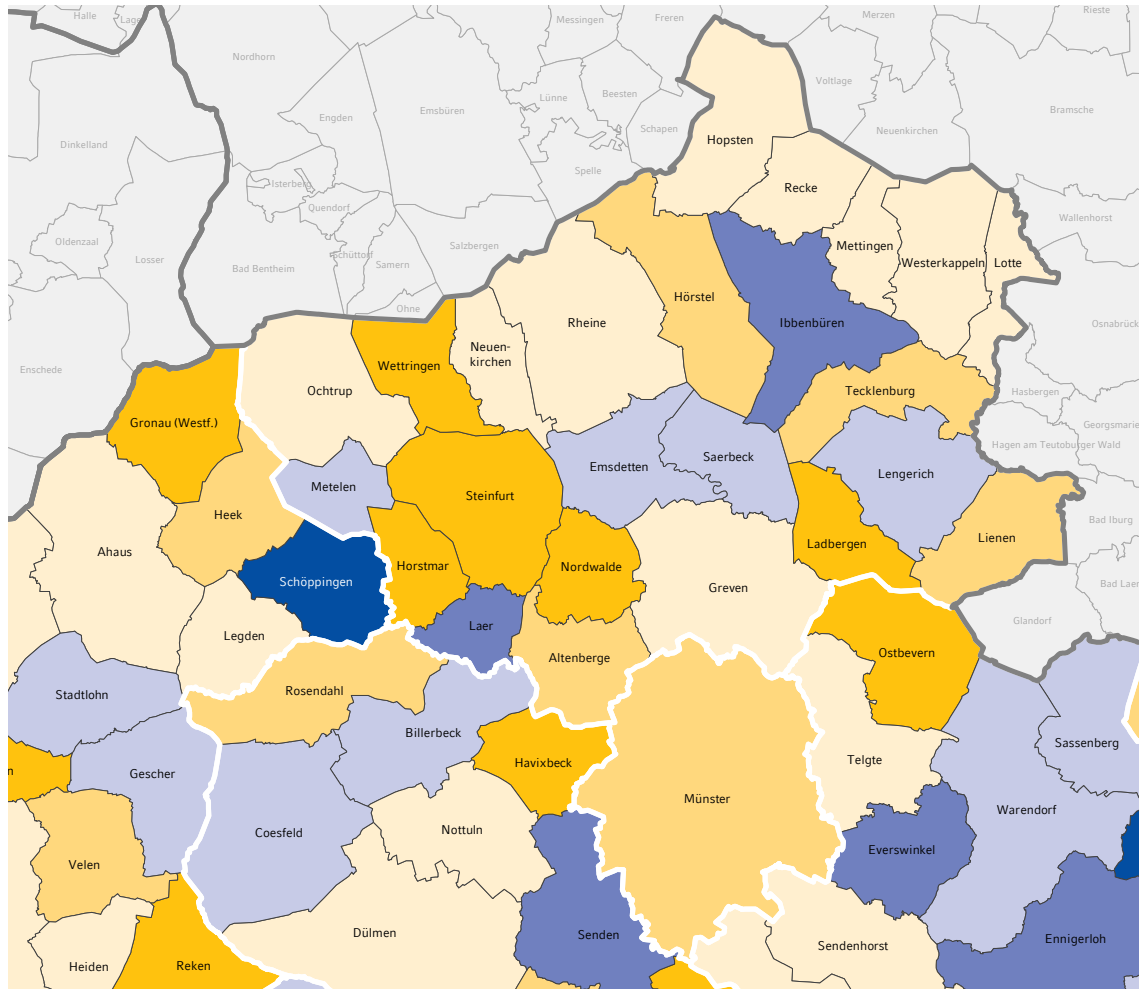 Halle
Lage
Messingen
Freren
Merzen
Rieste
Nordhorn
Voltlage
Lünne
Beesten
Engden
Emsbüren
Bramsche
Schapen
Neuenkirchen
Hopsten
Dinkelland
Spelle
Isterberg
Recke
Quendorf
Wallenhorst
Oldenzaal
Salzbergen
Mettingen
Losser
Schüttorf
Samern
Bad Bentheim
Westerkappeln
Lotte
Hörstel
Ohne
Rheine
Ibbenbüren
Osnabrück
Neuen-
kirchen
Wettringen
Enschede
Ochtrup
Tecklenburg
Hasbergen
Gronau (Westf.)
Georgsmarie
Hagen am Teutoburger Wald
Saerbeck
Emsdetten
Lengerich
Metelen
Steinfurt
Heek
Bad Iburg
Lienen
Ladbergen
Ahaus
Horstmar
Nordwalde
Schöppingen
Bad Laer
Greven
Glandorf
Laer
Legden
Ostbevern
Altenberge
Rosendahl
Stadtlohn
Billerbeck
Sassenberg
Telgte
Havixbeck
n
Gescher
Münster
Warendorf
Nottuln
Coesfeld
Everswinkel
Velen
Dülmen
Senden
Ennigerloh
Sendenhorst
Reken
Heiden